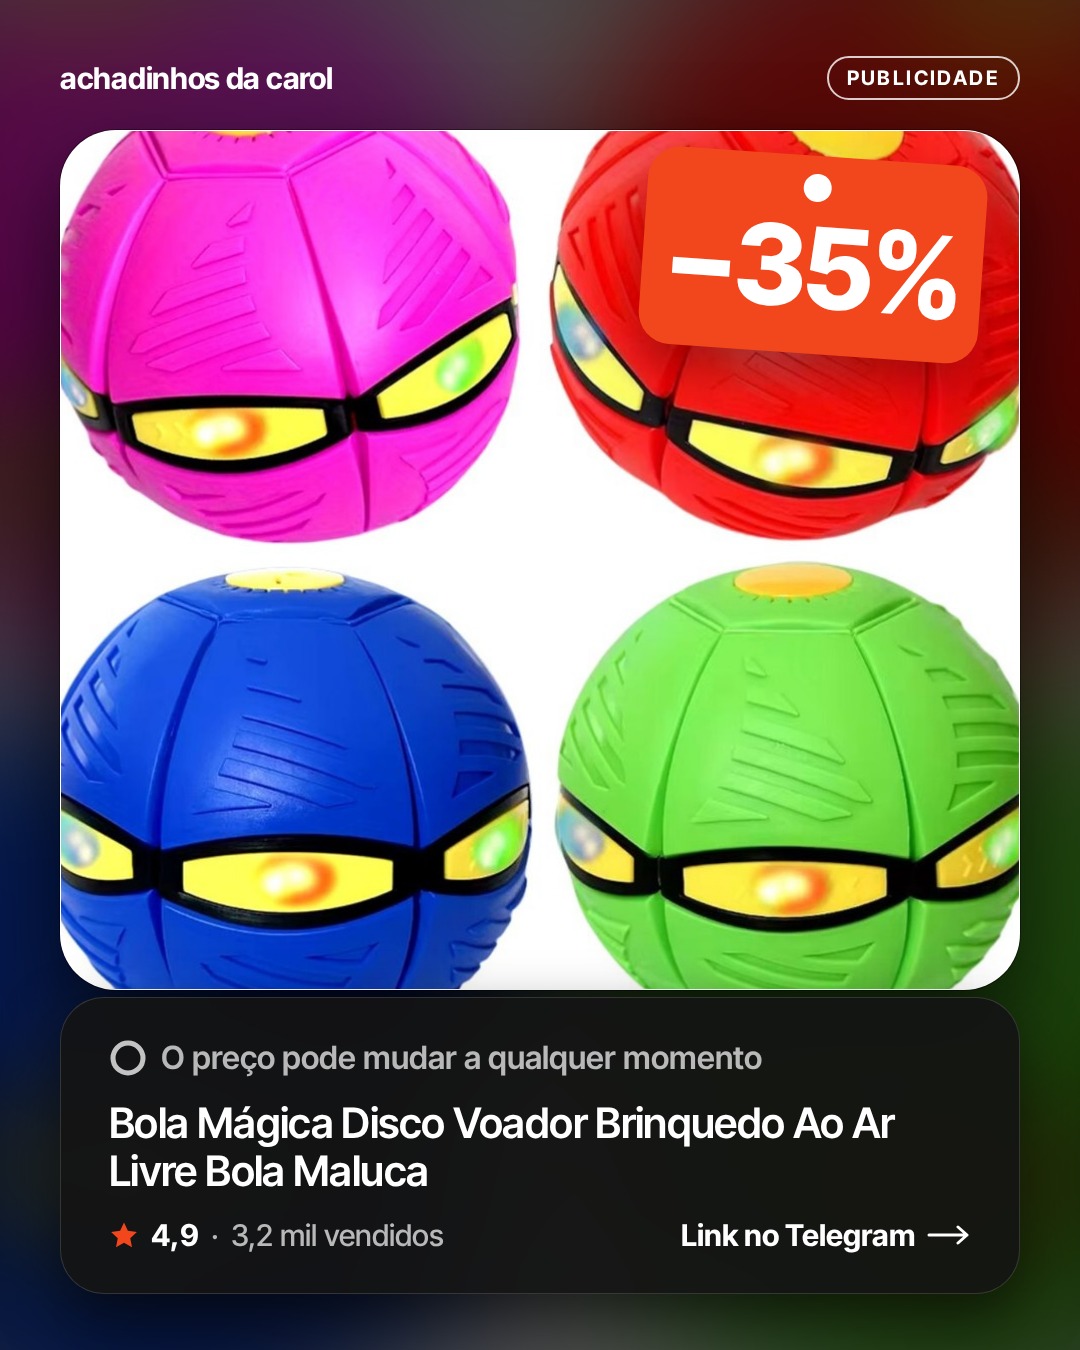 achadinhos da carol
PUBLICIDADE
−35%
O preço pode mudar a qualquer momento
Bola Mágica Disco Voador Brinquedo Ao Ar
Livre Bola Maluca
4,9 · 3,2 mil vendidos
Link no Telegram →